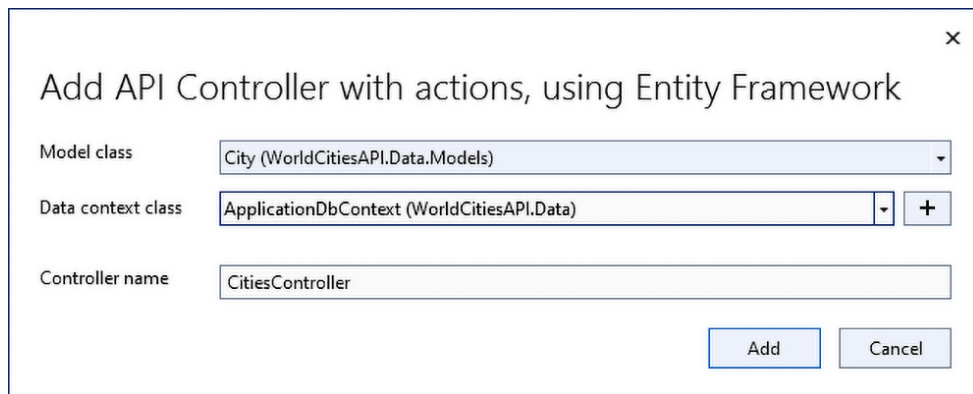 Add API Controller with actions, using Entity Framework
Model class
City (WorldCitiesAPI.Data.Models)
Data context class
ApplicationDbContext (WorldCitiesAPI.Data)
Controller name
CitiesController
Add
Cancel